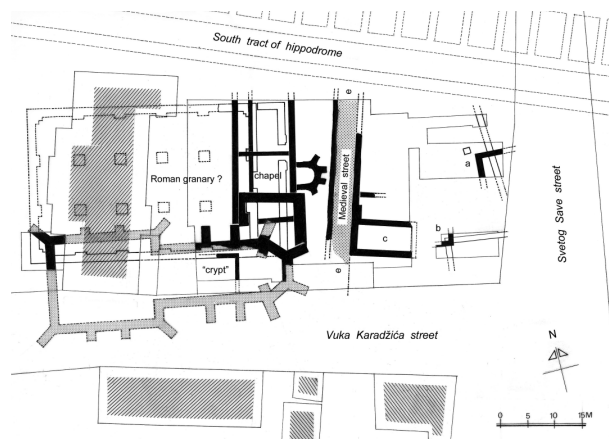 South tract of hippodrome
e
Roman granary ?
chapel
Medieval street
a
Svetog Save street
b
c
"crypt"
e
Vuka Karadžića street
N
0 5 10 15M